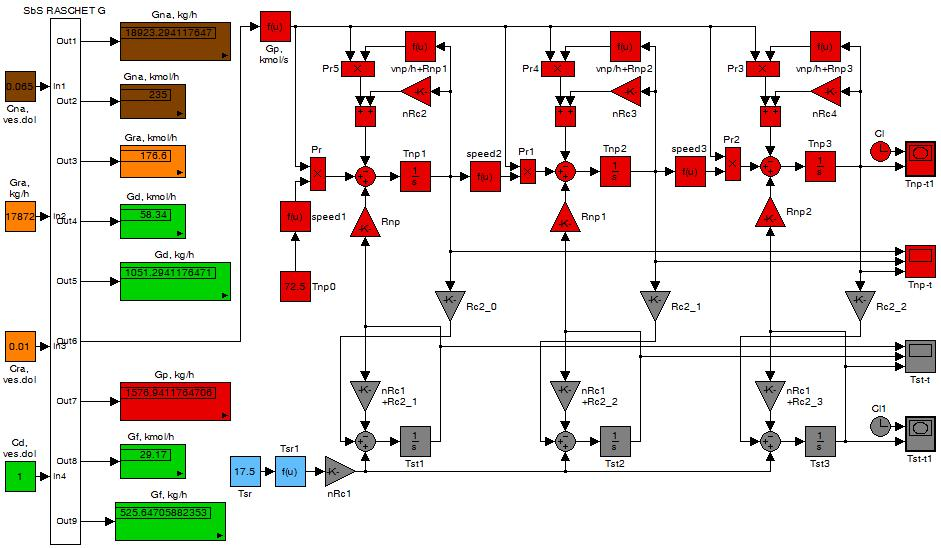 SbS RASCHET G
Gna, kg/h
18923.294117647
Out1
0.065
In1
Gna,
ves.dol
Gna, kmol/h
235
Out2
Gra, kmol/h
176.6
Out3
Gra,
kg/h
17872
In2
Gd, kmol/h
58.34
Out4
Gd, kg/h
1051.2941176471
Out5
0.01
In3
Gra,
ves.dol
Out6
Gp, kg/h
1576.9411764706
Out7
Gd,
ves.dol
1
In4
Gf, kmol/h
29.17
Out8
Gf, kg/h
525.64705882353
Out9
f(u)
Gp,
kmol/s
Pr5
×
f(u)
vnp/h+Rnp1
-K-
nRc2
Pr4
×
f(u)
vnp/h+Rnp2
-K-
nRc3
Pr3
×
f(u)
vnp/h+Rnp3
-K-
nRc4
Pr
×
Tnp1
1
s
speed2
f(u)
Pr1
×
Tnp2
1
s
speed3
f(u)
Pr2
×
Tnp3
1
s
Cl
Tnp-t1
f(u)
speed1
-K-
Rnp
-K-
Rnp1
-K-
Rnp2
72.5
Tnp0
Tnp-t
-K-
Rc2_0
-K-
Rc2_1
-K-
Rc2_2
Tst-t
-K-
nRc1
+Rc2_1
-K-
nRc1
+Rc2_2
-K-
nRc1
+Rc2_3
1
s
Tst1
1
s
Tst2
1
s
Tst3
Cl1
Tst-t1
17.5
Tsr
Tsr1
f(u)
-K-
nRc1